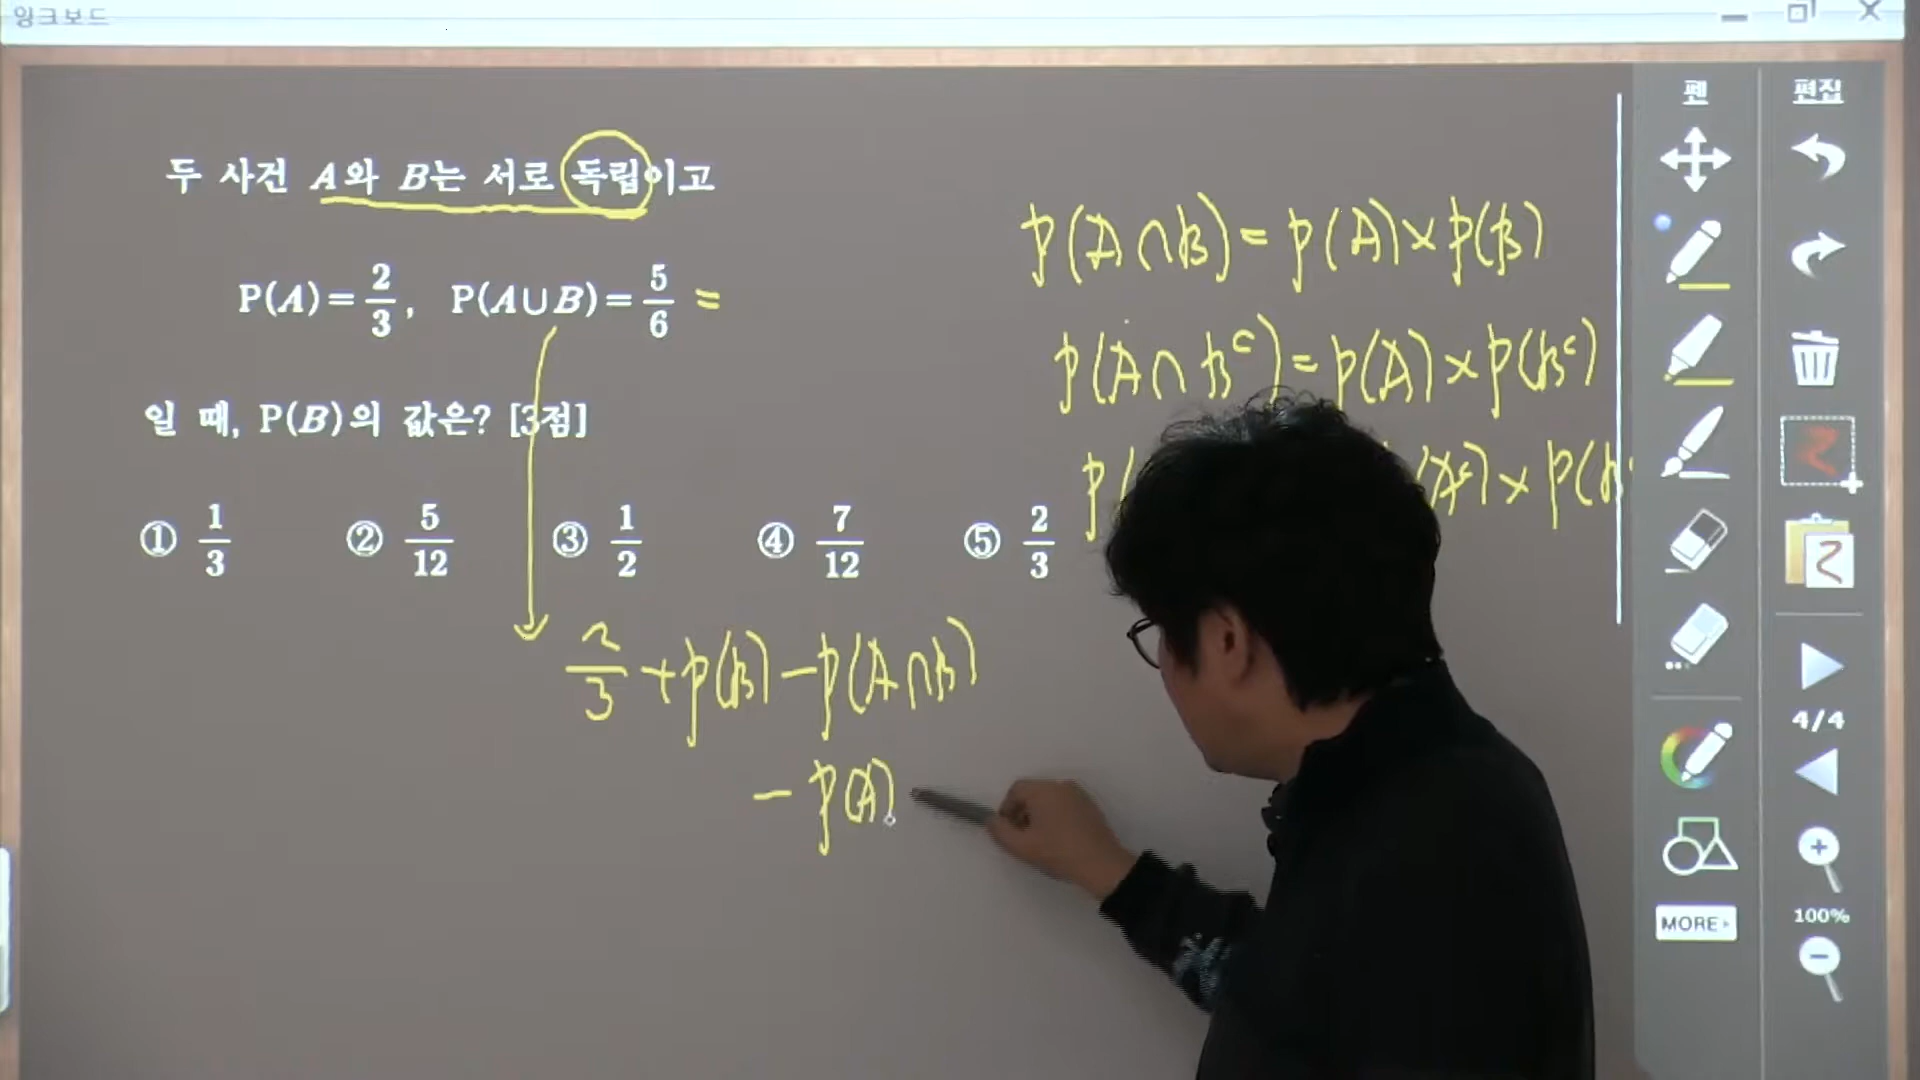 잉크보드
두 사건 A와 B는 서로 독립이고
P(A)=2/3, P(A∪B)=5/6 =
일 때, P(B)의 값은? [3점]
① 1/3 ② 5/12 ③ 1/2 ④ 7/12 ⑤ 2/3
P(A∩B)=P(A)×P(B)
P(A∩B^c)=P(A)×P(B^c)
P( (A^c)×P(B
2/3+P(B)-P(A∩B)
-P(A)
펜
편집
4/4
MORE
100%